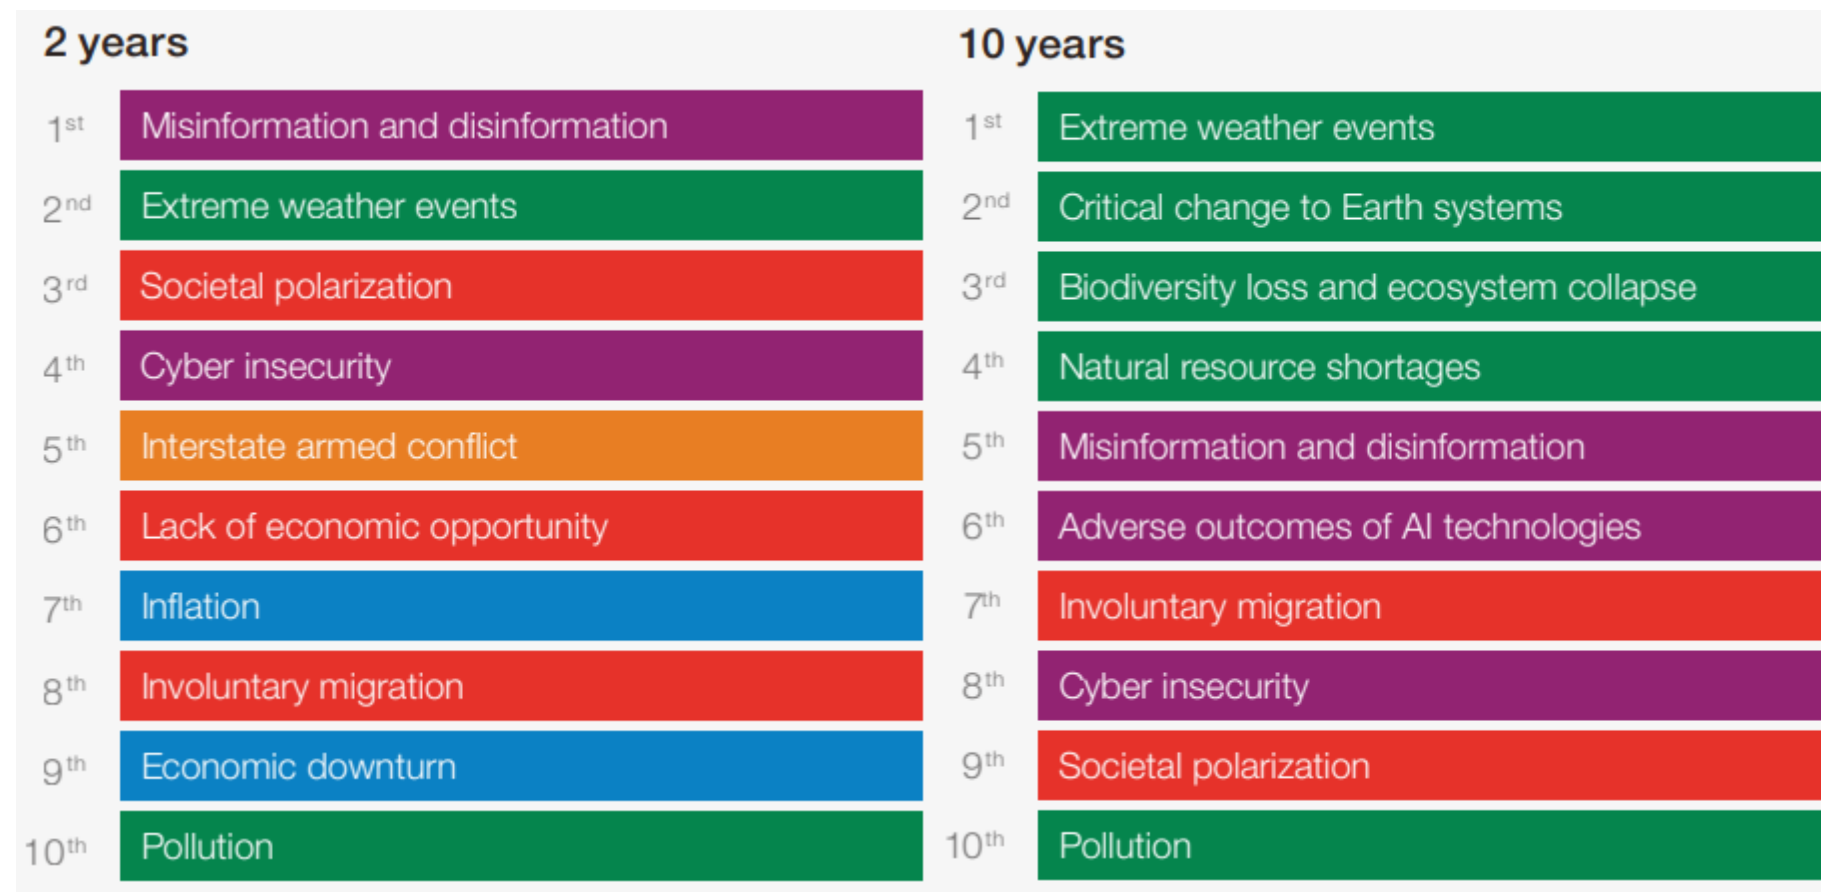 2 years
1st Misinformation and disinformation
2nd Extreme weather events
3rd Societal polarization
4th Cyber insecurity
5th Interstate armed conflict
6th Lack of economic opportunity
7th Inflation
8th Involuntary migration
9th Economic downturn
10th Pollution
10 years
1st Extreme weather events
2nd Critical change to Earth systems
3rd Biodiversity loss and ecosystem collapse
4th Natural resource shortages
5th Misinformation and disinformation
6th Adverse outcomes of AI technologies
7th Involuntary migration
8th Cyber insecurity
9th Societal polarization
10th Pollution